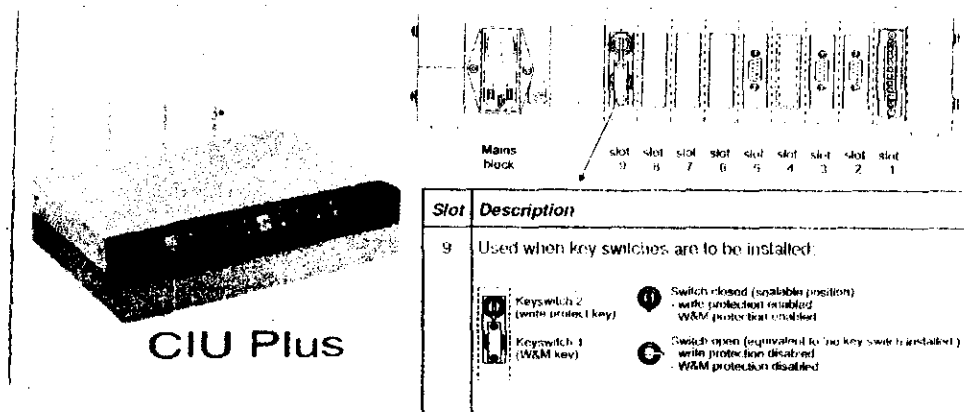 Mains
block
slot slot slot slot slot slot slot slot slot
9 8 7 6 5 4 3 2 1
Slot Description
9 Used when key switches are to be installed:
Keyswitch 2
(write protect key)
Keyswitch 1
(W&M key)
Switch closed (sealable position)
- write protection enabled
- W&M protection enabled
Switch open (equivalent to 'no key switch installed')
- write protection disabled
- W&M protection disabled
CIU Plus